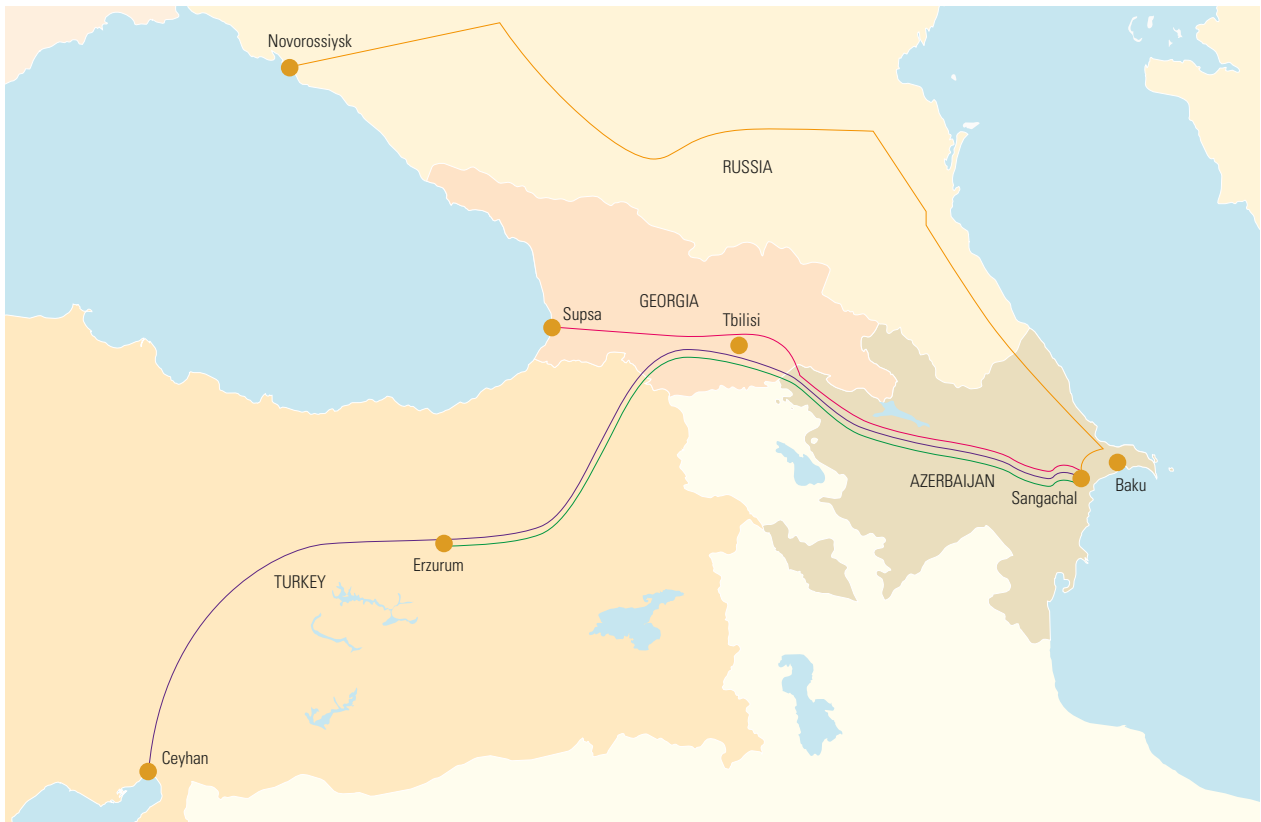 Novorossiysk
RUSSIA
GEORGIA
Supsa
Tbilisi
AZERBAIJAN
Sangachal
Baku
Erzurum
TURKEY
Ceyhan